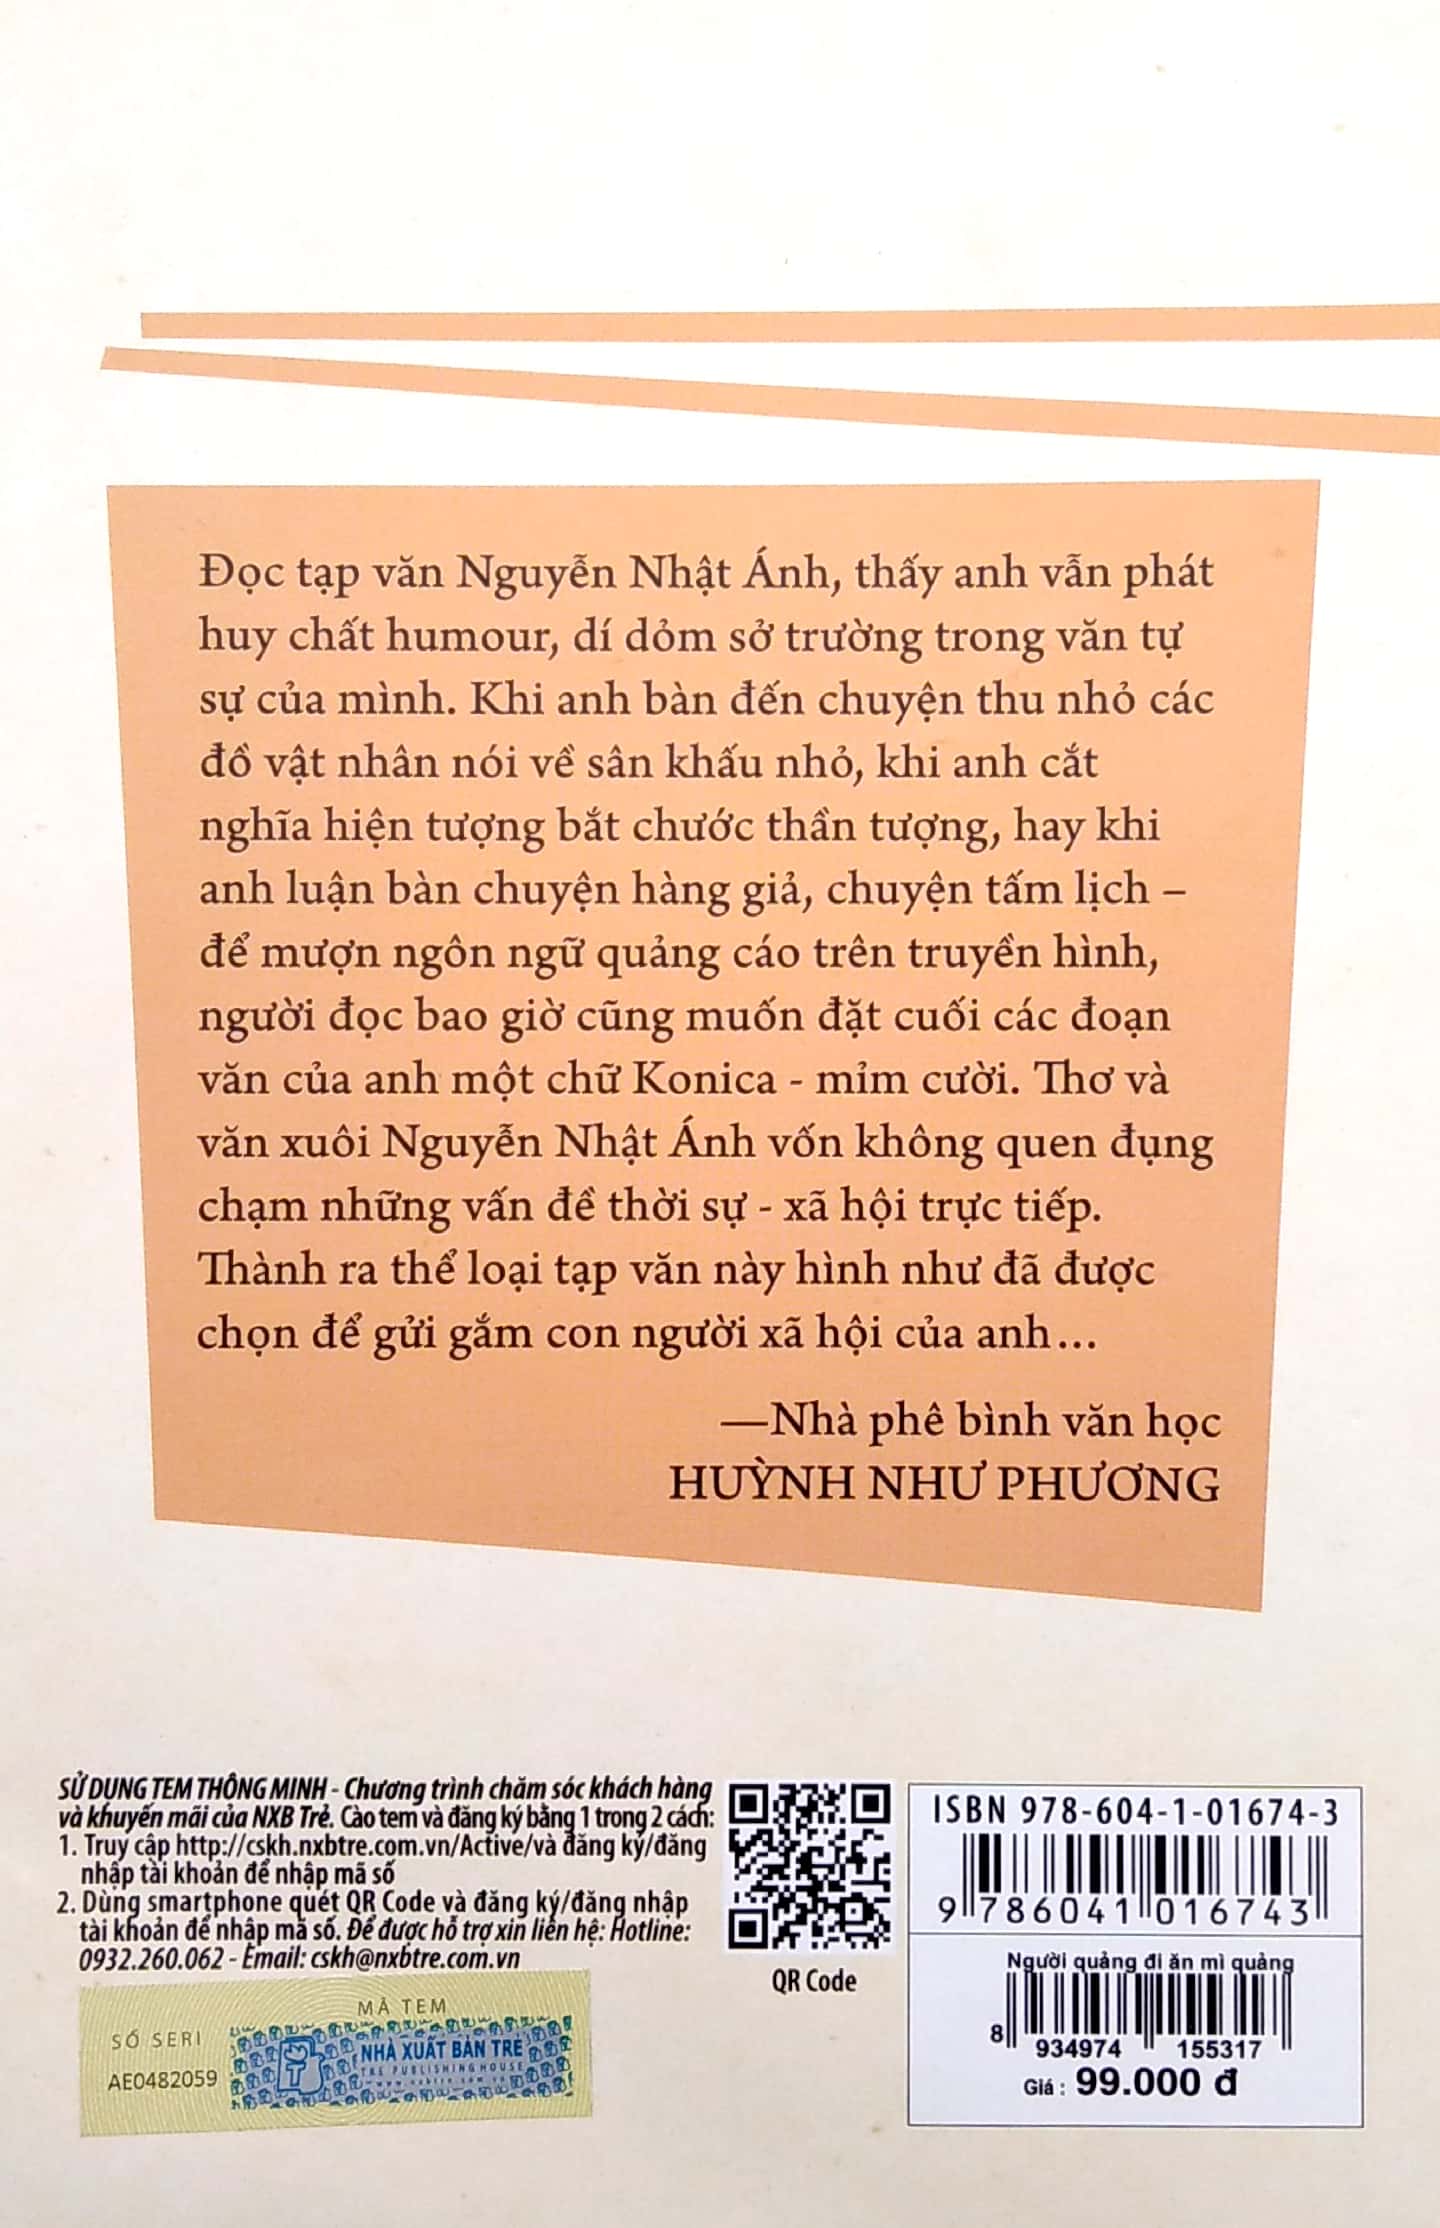 Đọc tạp văn Nguyễn Nhật Ánh, thấy anh vẫn phát
huy chất humour, dí dỏm sở trường trong văn tự
sự của mình. Khi anh bàn đến chuyện thu nhỏ các
đồ vật nhân nói về sân khấu nhỏ, khi anh cắt
nghĩa hiện tượng bắt chước thần tượng, hay khi
anh luận bàn chuyện hàng giả, chuyện tấm lịch –
để mượn ngôn ngữ quảng cáo trên truyền hình,
người đọc bao giờ cũng muốn đặt cuối các đoạn
văn của anh một chữ Konica - mỉm cười. Thơ và
văn xuôi Nguyễn Nhật Ánh vốn không quen đụng
chạm những vấn đề thời sự - xã hội trực tiếp.
Thành ra thể loại tạp văn này hình như đã được
chọn để gửi gắm con người xã hội của anh...
—Nhà phê bình văn học
HUỲNH NHƯ PHƯƠNG
SỬ DỤNG TEM THÔNG MINH - Chương trình chăm sóc khách hàng
và khuyến mãi của NXB Trẻ. Cào tem và đăng ký bằng 1 trong 2 cách:
1. Truy cập http://cskh.nxbtre.com.vn/Active/và đăng ký/đăng
nhập tài khoản để nhập mã số
2. Dùng smartphone quét QR Code và đăng ký/đăng nhập
tài khoản để nhập mã số. Để được hỗ trợ xin liên hệ: Hotline:
0932.260.062 - Email: cskh@nxbtre.com.vn
QR Code
MÃ TEM
SỐ SERI
AE0482059
NHÀ XUẤT BẢN TRẺ
TRE PUBLISHING HOUSE
www.nxbtre.com.vn
ISBN 978-604-1-01674-3
9 786041 016743
Người quảng đi ăn mì quảng
8 934974 155317
Giá : 99.000 đ